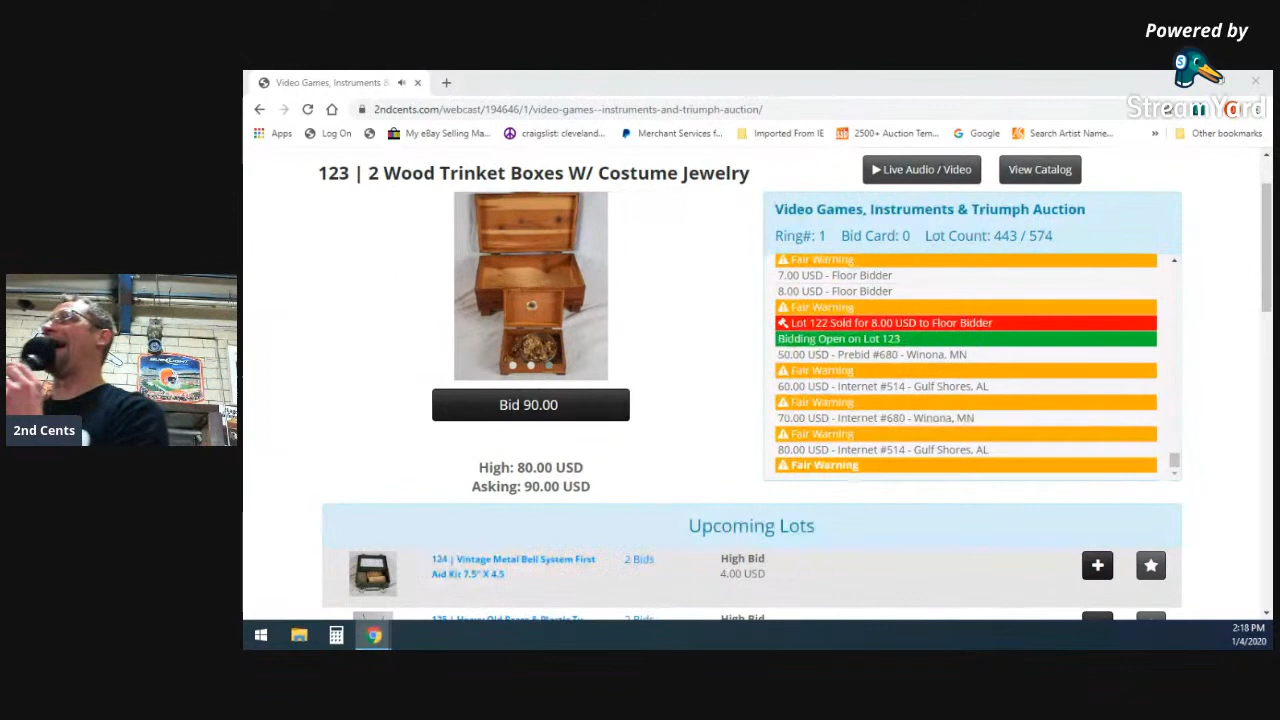 Powered by
StreamYard
Video Games, Instruments &
2ndcents.com/webcast/194646/1/video-games--instruments-and-triumph-auction/
Apps
Log On
My eBay Selling Ma...
craigslist: cleveland...
Merchant Services f...
Imported From IE
2500+ Auction Tem...
Google
Search Artist Name...
»
Other bookmarks
123 | 2 Wood Trinket Boxes W/ Costume Jewelry
Live Audio / Video
View Catalog
Video Games, Instruments & Triumph Auction
Ring#: 1 Bid Card: 0 Lot Count: 443 / 574
Fair Warning
7.00 USD - Floor Bidder
8.00 USD - Floor Bidder
Fair Warning
Lot 122 Sold for 8.00 USD to Floor Bidder
Bidding Open on Lot 123
50.00 USD - Prebid #680 - Winona, MN
Fair Warning
60.00 USD - Internet #514 - Gulf Shores, AL
Fair Warning
70.00 USD - Internet #680 - Winona, MN
Fair Warning
80.00 USD - Internet #514 - Gulf Shores, AL
Fair Warning
Bid 90.00
High: 80.00 USD
Asking: 90.00 USD
BUD LIGHT
2nd Cents
Upcoming Lots
124 | Vintage Metal Bell System First
Aid Kit 7.5" X 4.5
2 Bids
High Bid
4.00 USD
2 Bids
High Bid
2:18 PM
1/4/2020